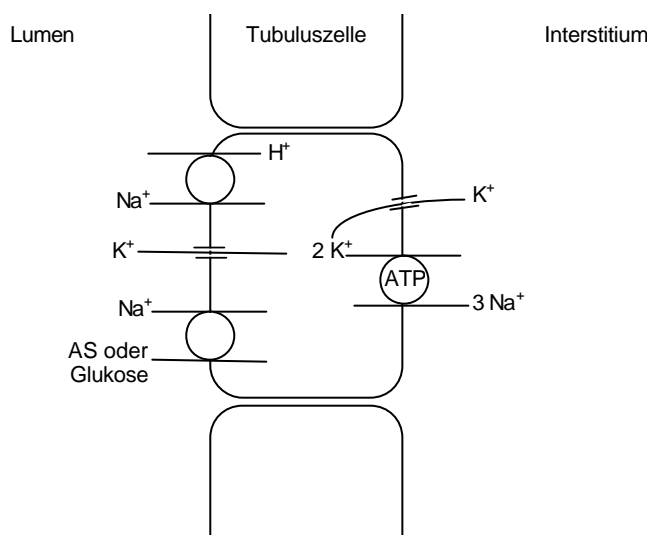 Lumen
Tubuluszelle
Interstitium
H⁺
Na⁺
K⁺
K⁺
2 K⁺
ATP
Na⁺
3 Na⁺
AS oder
Glukose